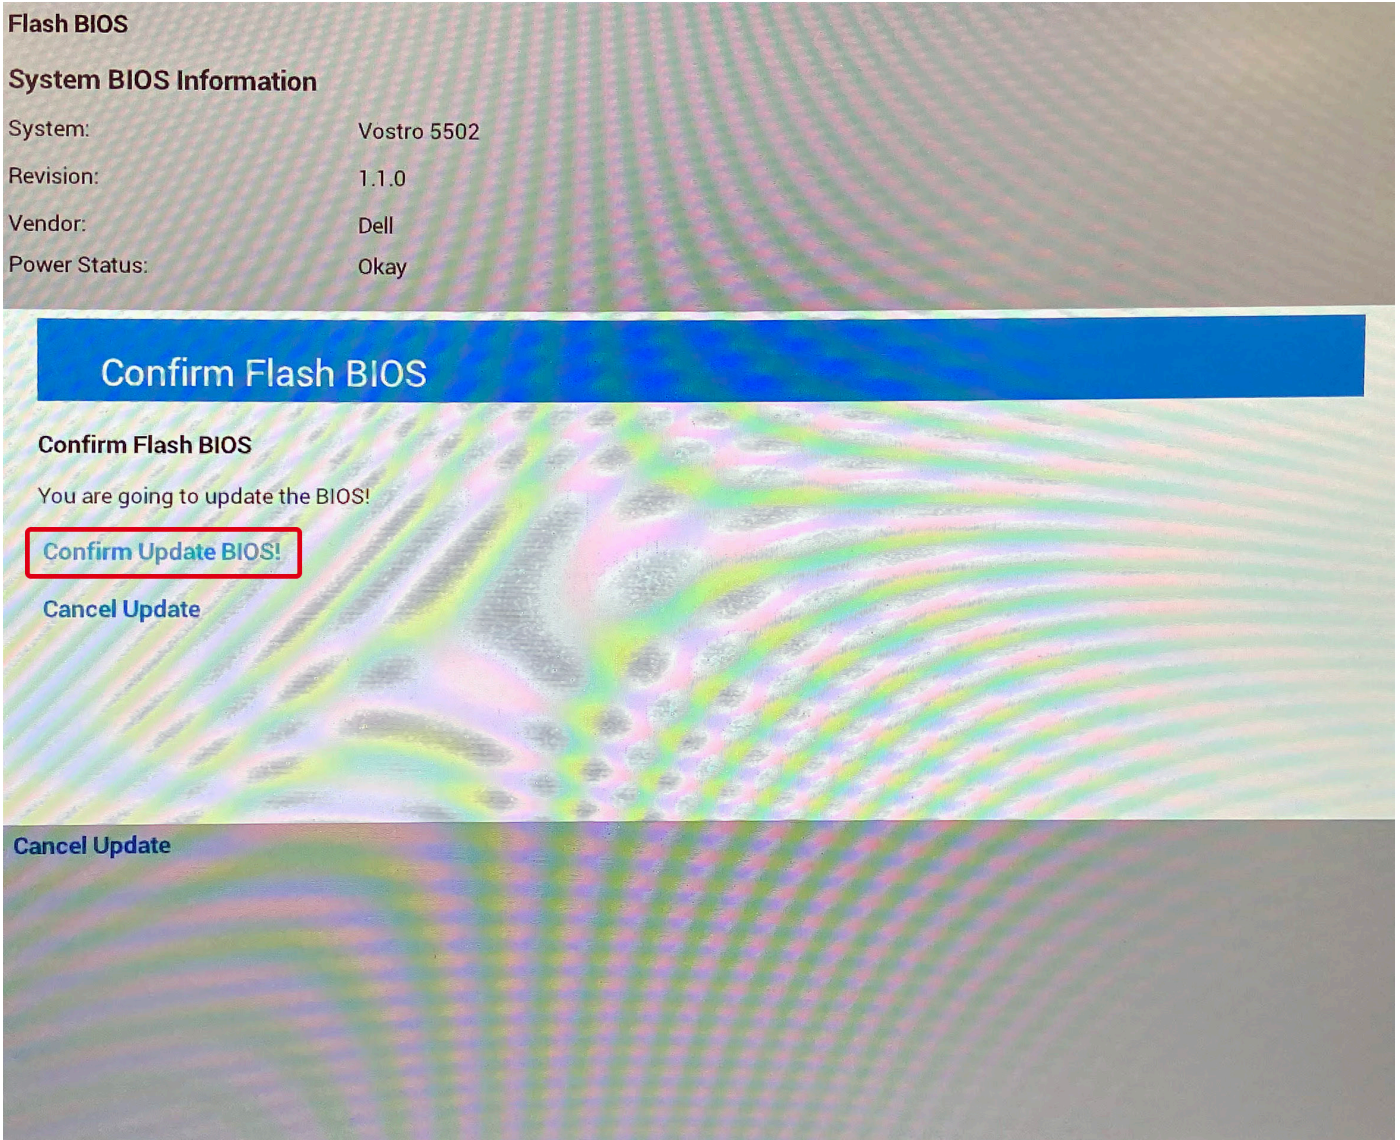 Flash BIOS
System BIOS Information
System: Vostro 5502
Revision: 1.1.0
Vendor: Dell
Power Status: Okay
Confirm Flash BIOS
Confirm Flash BIOS
You are going to update the BIOS!
Confirm Update BIOS!
Cancel Update
Cancel Update